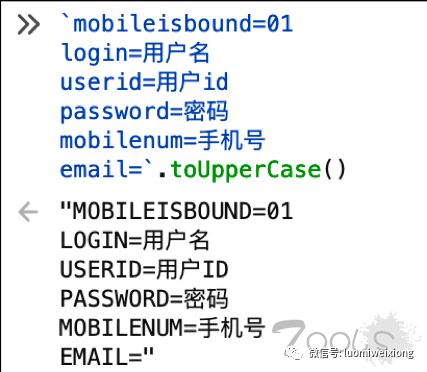 >> `mobileisbound=01
login=用户名
userid=用户id
password=密码
mobilenum=手机号
email=`.toUpperCase()
← "MOBILEISBOUND=01
LOGIN=用户名
USERID=用户ID
PASSWORD=密码
MOBILENUM=手机号
EMAIL="
7ools
微信号: luomiweixiong